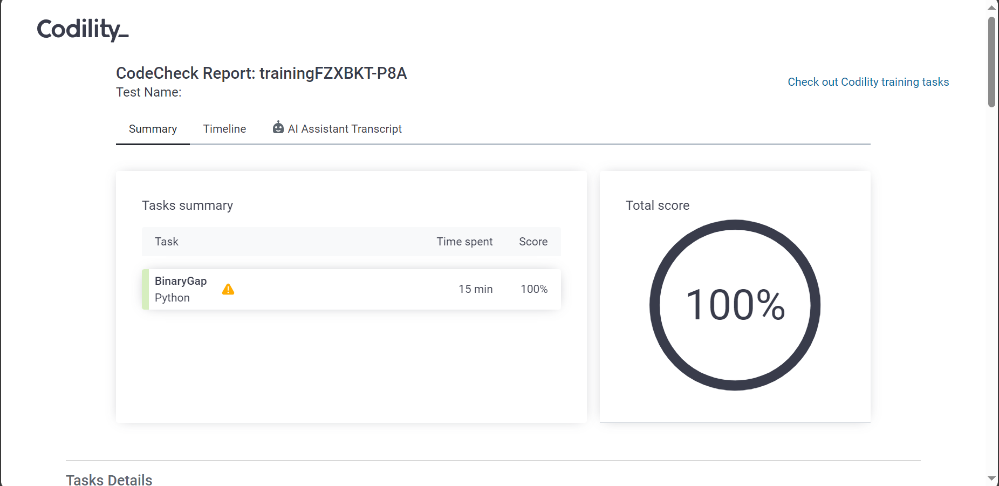 Codility_
CodeCheck Report: trainingFZXBKT-P8A
Test Name:
Check out Codility training tasks
Summary Timeline AI Assistant Transcript
Tasks summary
Task Time spent Score
BinaryGap
Python
15 min 100%
Total score
100%
Tasks Details